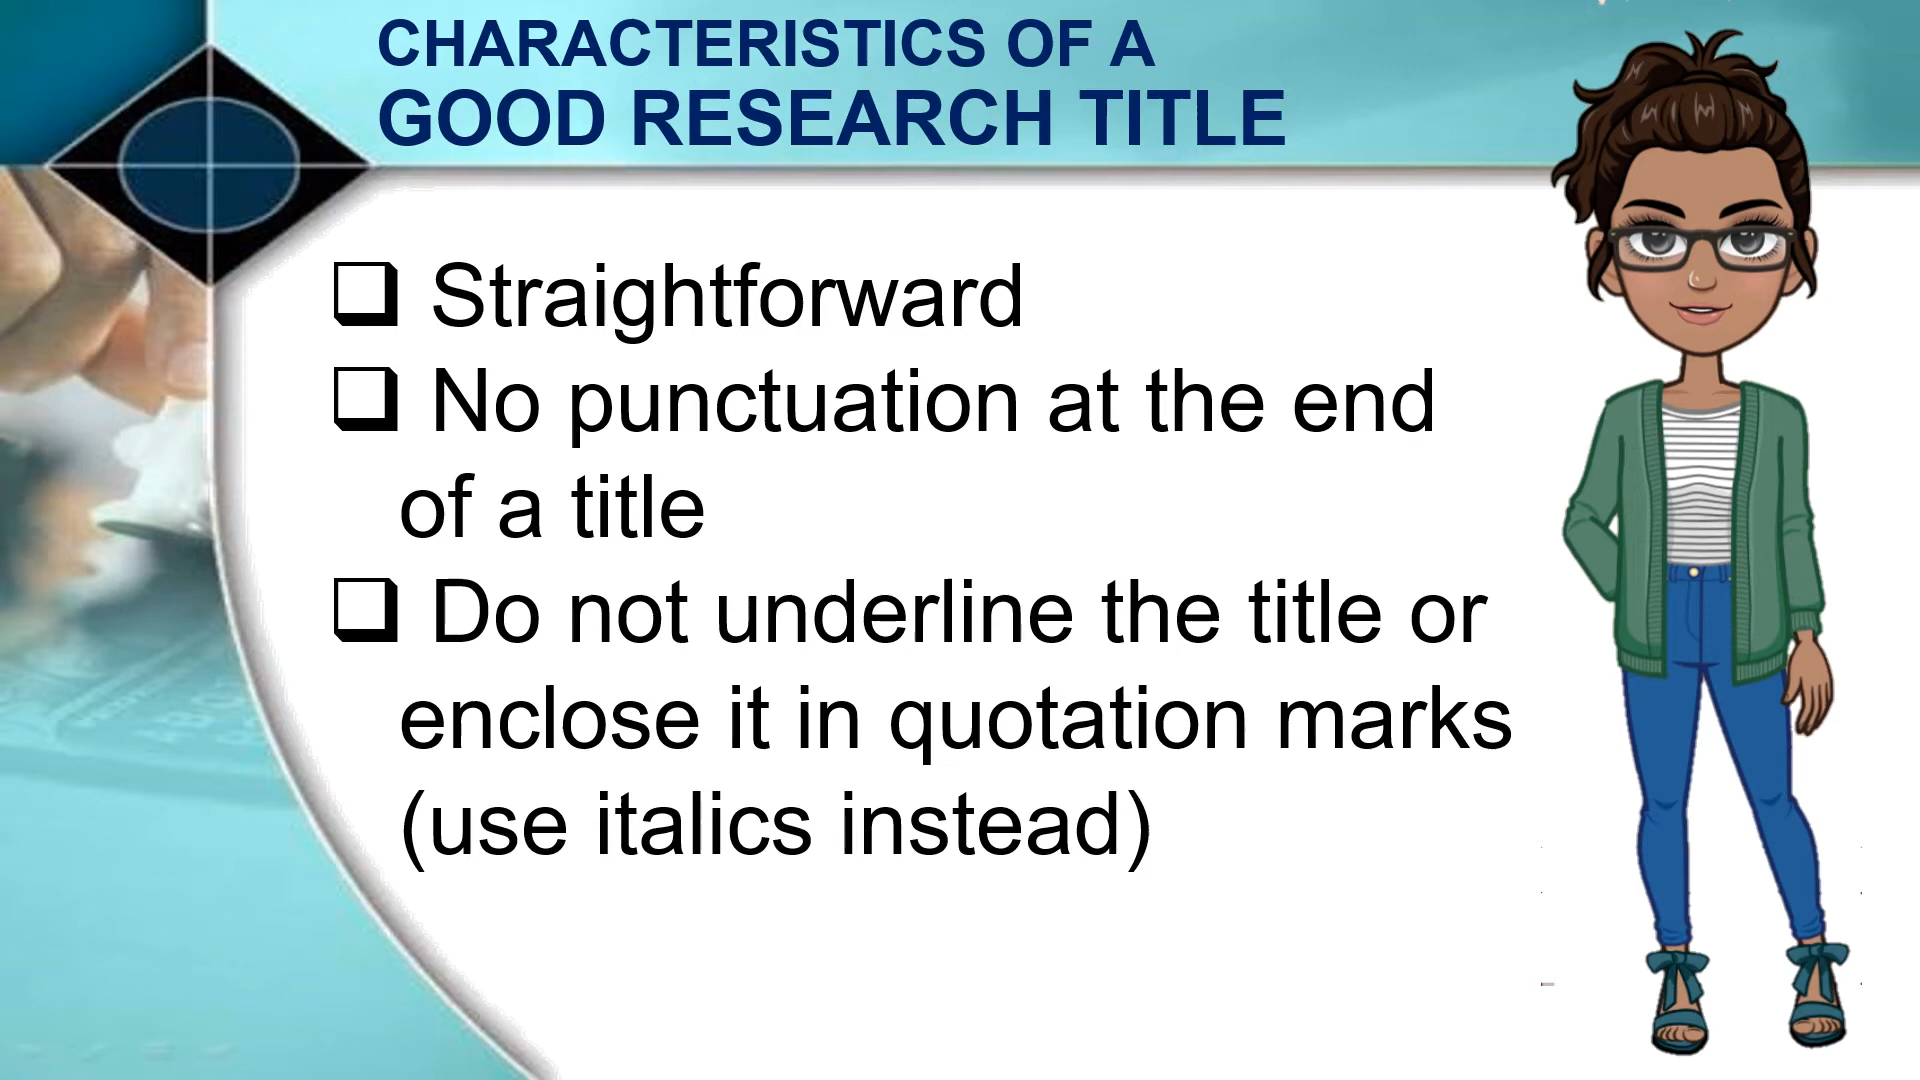 CHARACTERISTICS OF A
GOOD RESEARCH TITLE
❑ Straightforward
❑ No punctuation at the end
of a title
❑ Do not underline the title or
enclose it in quotation marks
(use italics instead)